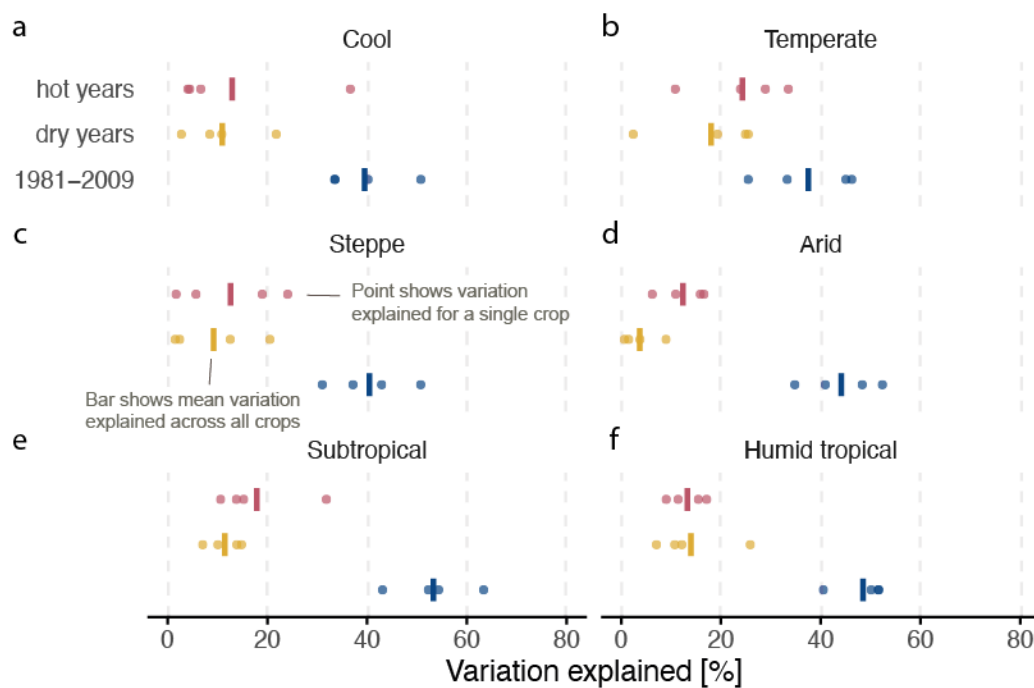 a
Cool
b
Temperate
hot years
dry years
1981–2009
c
Steppe
d
Arid
Point shows variation
explained for a single crop
Bar shows mean variation
explained across all crops
e
Subtropical
f
Humid tropical
0 20 40 60 80
0 20 40 60 80
Variation explained [%]